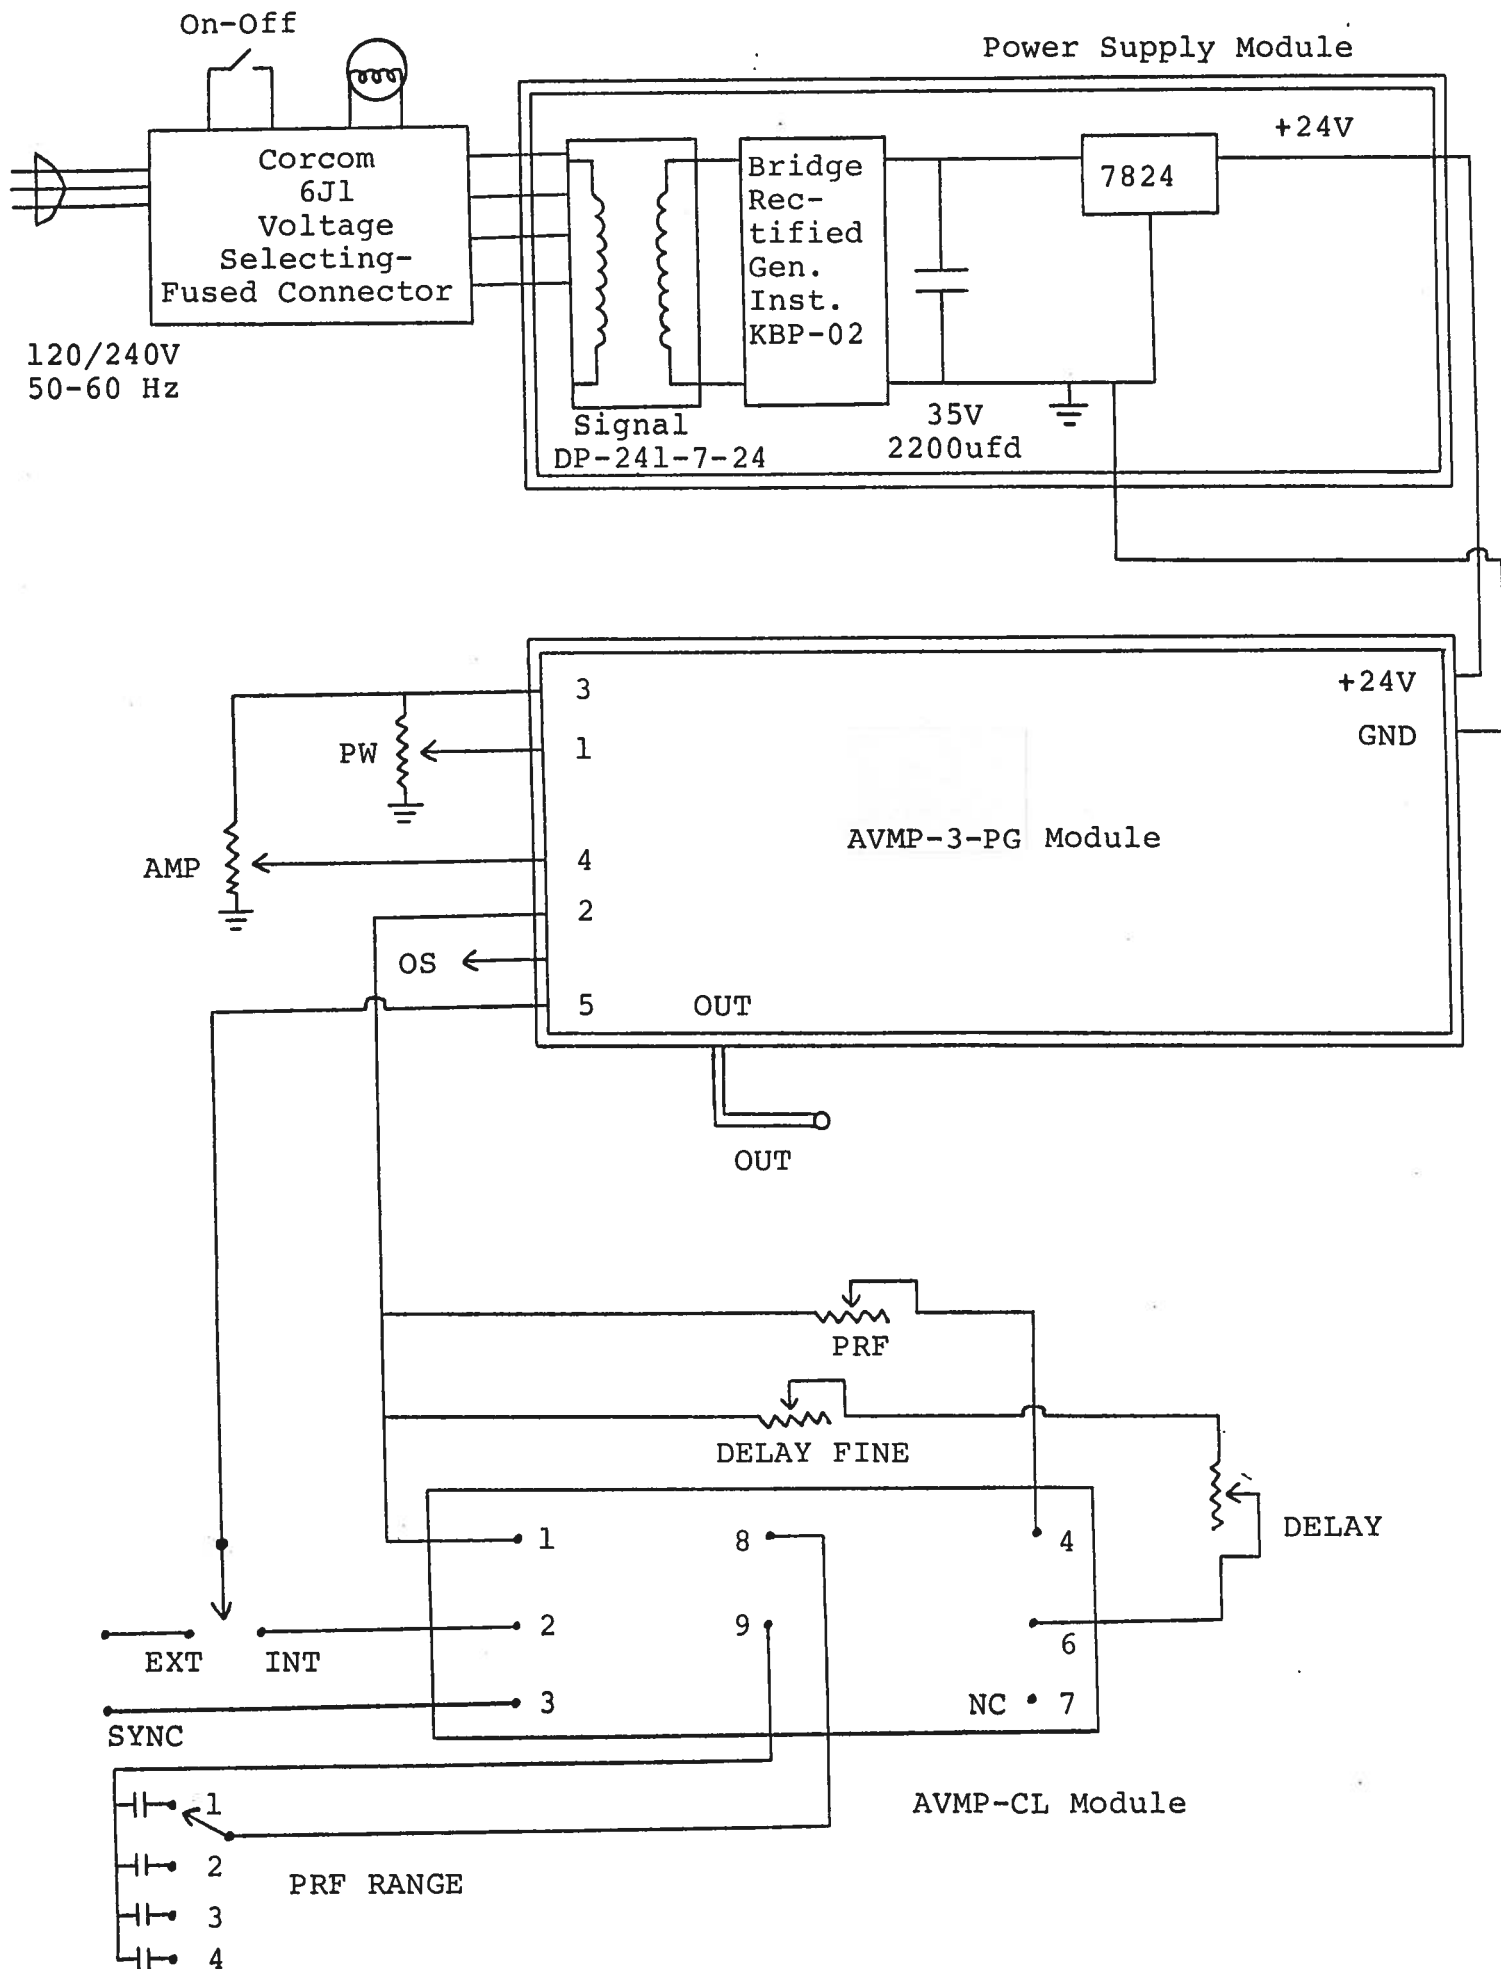 On-Off
Power Supply Module
+24V
Corcom
6J1
Voltage
Selecting-
Fused Connector
Bridge
Rec-
tified
Gen.
Inst.
KBP-02
7824
120/240V
50-60 Hz
Signal
DP-241-7-24
35V
2200ufd
3
+24V
PW
1
GND
AVMP-3-PG Module
AMP
4
2
OS
5
OUT
OUT
PRF
DELAY FINE
DELAY
1
8
4
2
9
6
EXT
INT
3
NC
7
SYNC
1
AVMP-CL Module
2
PRF RANGE
3
4